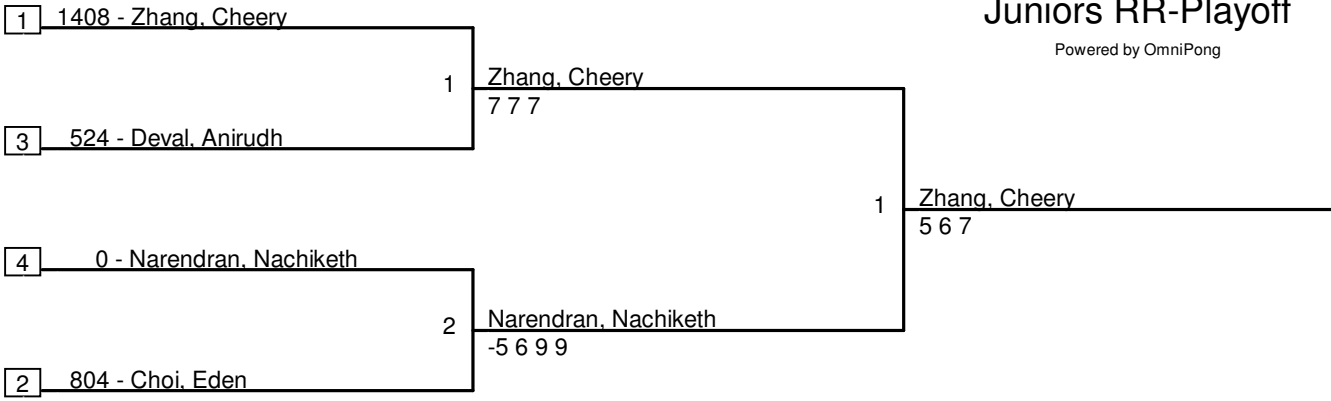 Juniors RR-Playoff
Powered by OmniPong
1 1408 - Zhang, Cheery
1 Zhang, Cheery
7 7 7
3 524 - Deval, Anirudh
1 Zhang, Cheery
5 6 7
4 0 - Narendran, Nachiketh
2 Narendran, Nachiketh
-5 6 9 9
2 804 - Choi, Eden